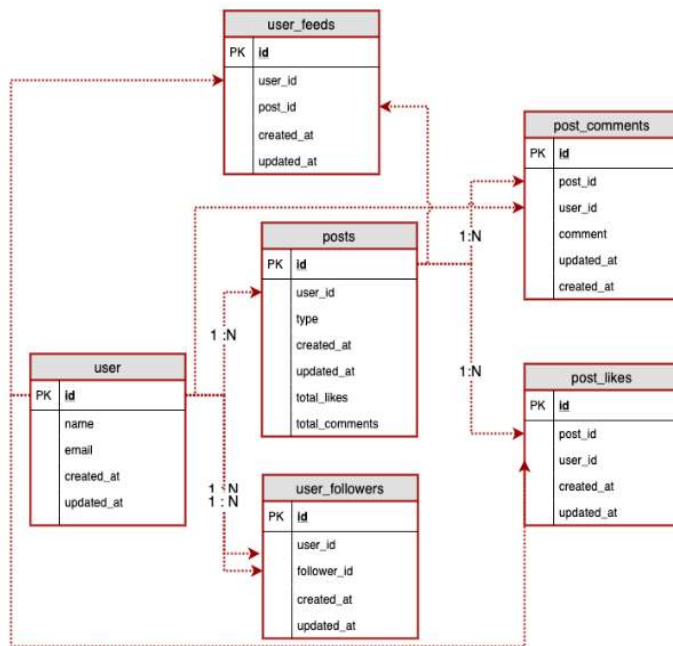 user_feeds
PK id
user_id
post_id
created_at
updated_at
post_comments
PK id
post_id
user_id
comment
updated_at
created_at
1:N
posts
PK id
user_id
type
created_at
updated_at
total_likes
total_comments
1 :N
user
PK id
name
email
created_at
updated_at
1:N
post_likes
PK id
post_id
user_id
created_at
updated_at
1 : N
1 : N
user_followers
PK id
user_id
follower_id
created_at
updated_at